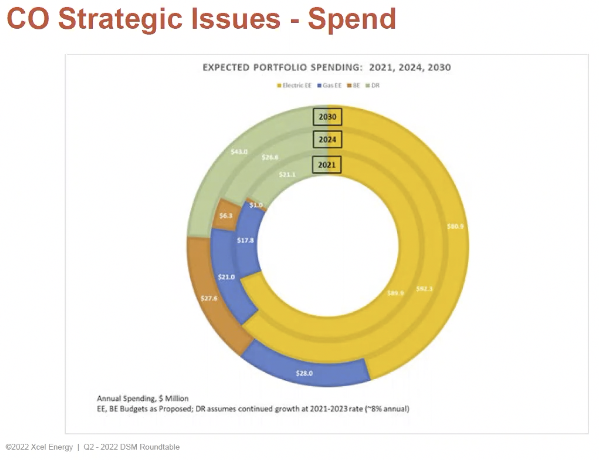 CO Strategic Issues - Spend
EXPECTED PORTFOLIO SPENDING: 2021, 2024, 2030
Electric EE Gas EE BE DR
2030
2024
2021
$43.0
$26.6
$21.1
$1.0
$6.3
$17.8
$80.9
$21.0
$92.3
$88.9
$27.6
$28.0
Annual Spending, $ Million
EE, BE Budgets as Proposed; DR assumes continued growth at 2021-2023 rate (~8% annual)
©2022 Xcel Energy | Q2 - 2022 DSM Roundtable